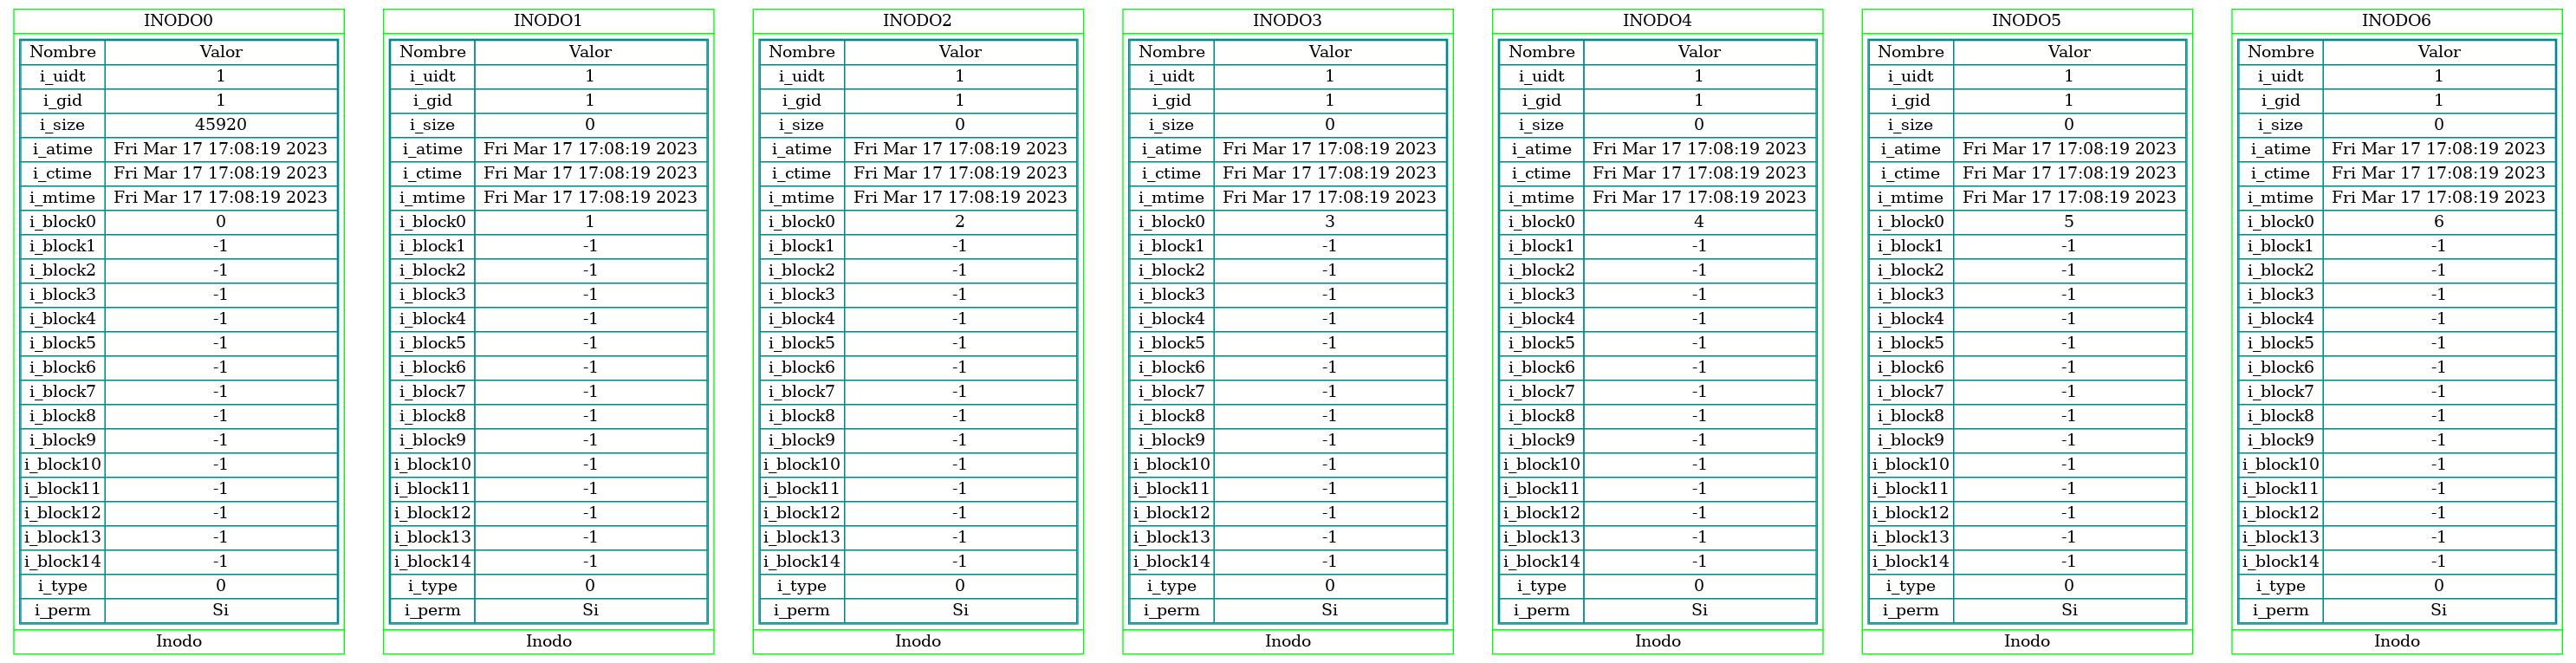 INODO0
Nombre Valor
i_uidt 1
i_gid 1
i_size 45920
i_atime Fri Mar 17 17:08:19 2023
i_ctime Fri Mar 17 17:08:19 2023
i_mtime Fri Mar 17 17:08:19 2023
i_block0 0
i_block1 -1
i_block2 -1
i_block3 -1
i_block4 -1
i_block5 -1
i_block6 -1
i_block7 -1
i_block8 -1
i_block9 -1
i_block10 -1
i_block11 -1
i_block12 -1
i_block13 -1
i_block14 -1
i_type 0
i_perm Si
Inodo
INODO1
Nombre Valor
i_uidt 1
i_gid 1
i_size 0
i_atime Fri Mar 17 17:08:19 2023
i_ctime Fri Mar 17 17:08:19 2023
i_mtime Fri Mar 17 17:08:19 2023
i_block0 1
i_block1 -1
i_block2 -1
i_block3 -1
i_block4 -1
i_block5 -1
i_block6 -1
i_block7 -1
i_block8 -1
i_block9 -1
i_block10 -1
i_block11 -1
i_block12 -1
i_block13 -1
i_block14 -1
i_type 0
i_perm Si
Inodo
INODO2
Nombre Valor
i_uidt 1
i_gid 1
i_size 0
i_atime Fri Mar 17 17:08:19 2023
i_ctime Fri Mar 17 17:08:19 2023
i_mtime Fri Mar 17 17:08:19 2023
i_block0 2
i_block1 -1
i_block2 -1
i_block3 -1
i_block4 -1
i_block5 -1
i_block6 -1
i_block7 -1
i_block8 -1
i_block9 -1
i_block10 -1
i_block11 -1
i_block12 -1
i_block13 -1
i_block14 -1
i_type 0
i_perm Si
Inodo
INODO3
Nombre Valor
i_uidt 1
i_gid 1
i_size 0
i_atime Fri Mar 17 17:08:19 2023
i_ctime Fri Mar 17 17:08:19 2023
i_mtime Fri Mar 17 17:08:19 2023
i_block0 3
i_block1 -1
i_block2 -1
i_block3 -1
i_block4 -1
i_block5 -1
i_block6 -1
i_block7 -1
i_block8 -1
i_block9 -1
i_block10 -1
i_block11 -1
i_block12 -1
i_block13 -1
i_block14 -1
i_type 0
i_perm Si
Inodo
INODO4
Nombre Valor
i_uidt 1
i_gid 1
i_size 0
i_atime Fri Mar 17 17:08:19 2023
i_ctime Fri Mar 17 17:08:19 2023
i_mtime Fri Mar 17 17:08:19 2023
i_block0 4
i_block1 -1
i_block2 -1
i_block3 -1
i_block4 -1
i_block5 -1
i_block6 -1
i_block7 -1
i_block8 -1
i_block9 -1
i_block10 -1
i_block11 -1
i_block12 -1
i_block13 -1
i_block14 -1
i_type 0
i_perm Si
Inodo
INODO5
Nombre Valor
i_uidt 1
i_gid 1
i_size 0
i_atime Fri Mar 17 17:08:19 2023
i_ctime Fri Mar 17 17:08:19 2023
i_mtime Fri Mar 17 17:08:19 2023
i_block0 5
i_block1 -1
i_block2 -1
i_block3 -1
i_block4 -1
i_block5 -1
i_block6 -1
i_block7 -1
i_block8 -1
i_block9 -1
i_block10 -1
i_block11 -1
i_block12 -1
i_block13 -1
i_block14 -1
i_type 0
i_perm Si
Inodo
INODO6
Nombre Valor
i_uidt 1
i_gid 1
i_size 0
i_atime Fri Mar 17 17:08:19 2023
i_ctime Fri Mar 17 17:08:19 2023
i_mtime Fri Mar 17 17:08:19 2023
i_block0 6
i_block1 -1
i_block2 -1
i_block3 -1
i_block4 -1
i_block5 -1
i_block6 -1
i_block7 -1
i_block8 -1
i_block9 -1
i_block10 -1
i_block11 -1
i_block12 -1
i_block13 -1
i_block14 -1
i_type 0
i_perm Si
Inodo